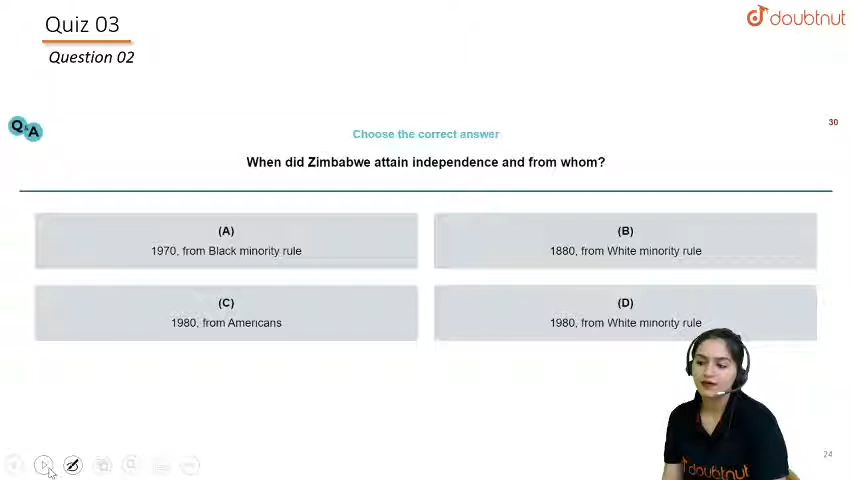 Quiz 03
doubtnut
Question 02
Q&A
30
Choose the correct answer
When did Zimbabwe attain independence and from whom?
(A)
1970, from Black minority rule
(B)
1880, from White minority rule
(C)
1980, from Americans
(D)
1980, from White minority rule
doubtnut
24